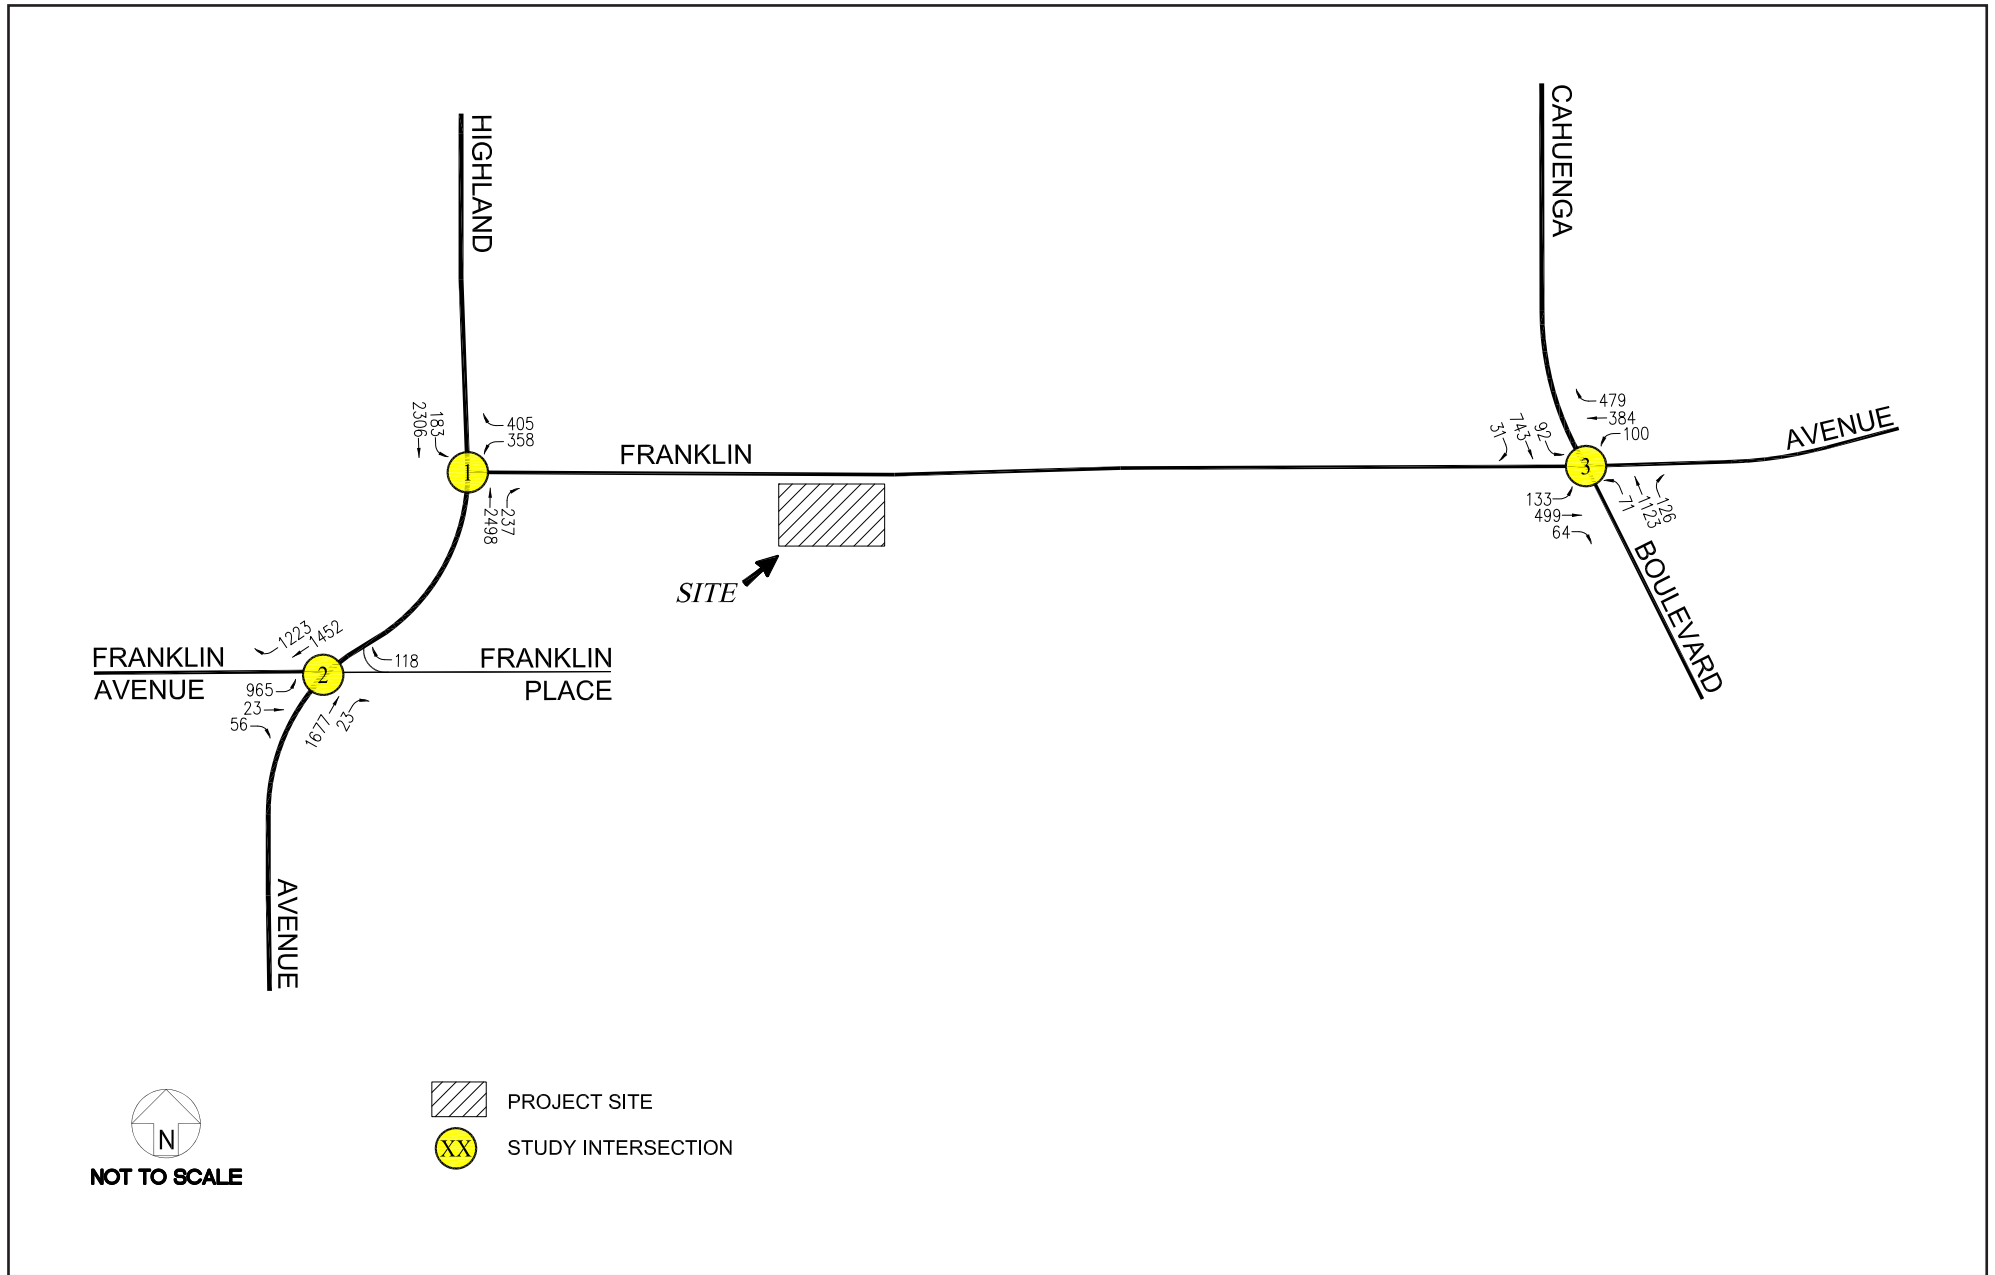 HIGHLAND
CAHUENGA
2306
183
405
358
1
FRANKLIN
2498
237
SITE
31
743
92
479
384
100
3
AVENUE
133
499
64
71
1123
126
BOULEVARD
1223
1452
118
FRANKLIN
AVENUE
2
FRANKLIN
PLACE
965
23
56
1677
23
AVENUE
N
NOT TO SCALE
PROJECT SITE
XX
STUDY INTERSECTION